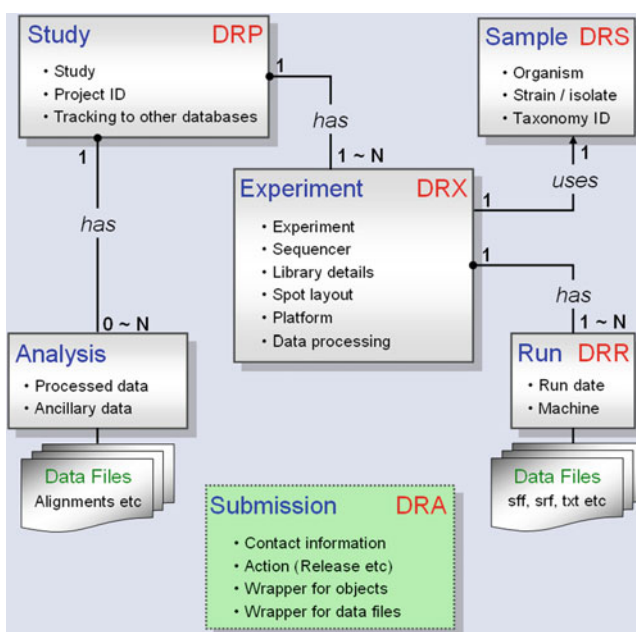 Study DRP
• Study
• Project ID
• Tracking to other databases
1
has
1 ~ N
Sample DRS
• Organism
• Strain / isolate
• Taxonomy ID
1
uses
1
Experiment DRX
• Experiment
• Sequencer
• Library details
• Spot layout
• Platform
• Data processing
1
has
1 ~ N
1
has
0 ~ N
Analysis
• Processed data
• Ancillary data
Data Files
Alignments etc
Run DRR
• Run date
• Machine
Data Files
sff, srf, txt etc
Submission DRA
• Contact information
• Action (Release etc)
• Wrapper for objects
• Wrapper for data files